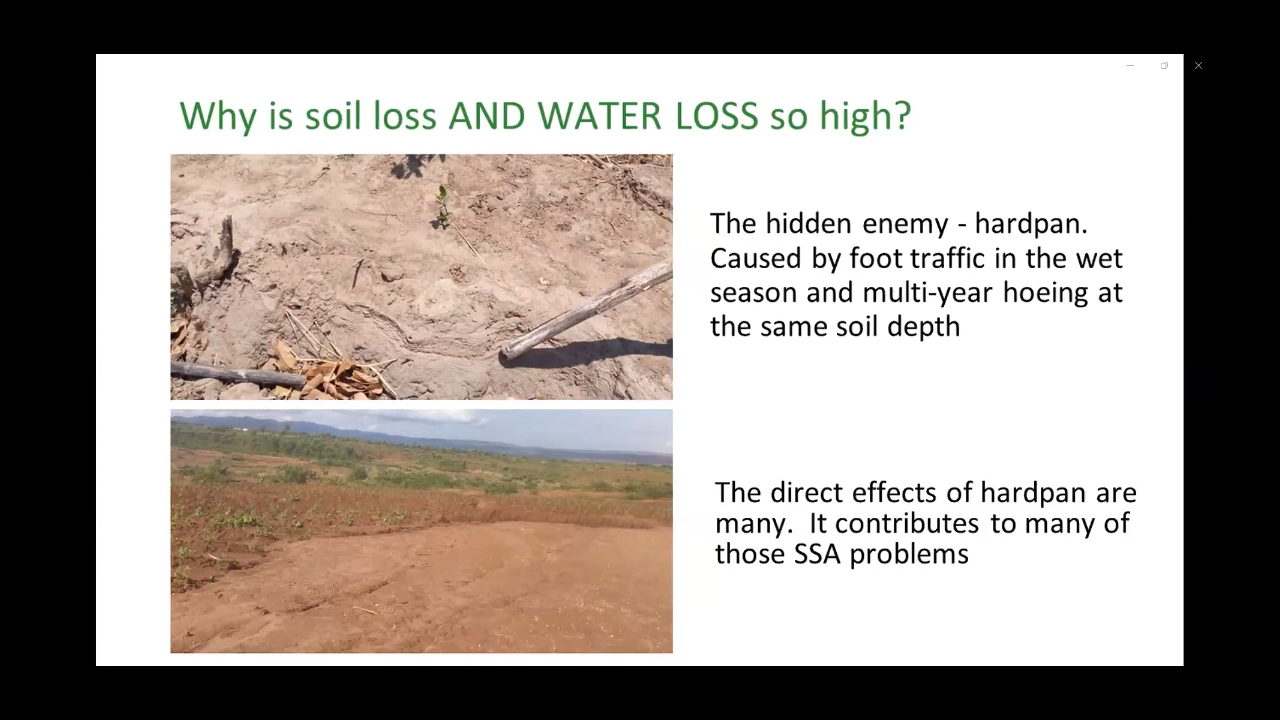 Why is soil loss AND WATER LOSS so high?
The hidden enemy - hardpan.
Caused by foot traffic in the wet
season and multi-year hoeing at
the same soil depth
The direct effects of hardpan are
many.  It contributes to many of
those SSA problems